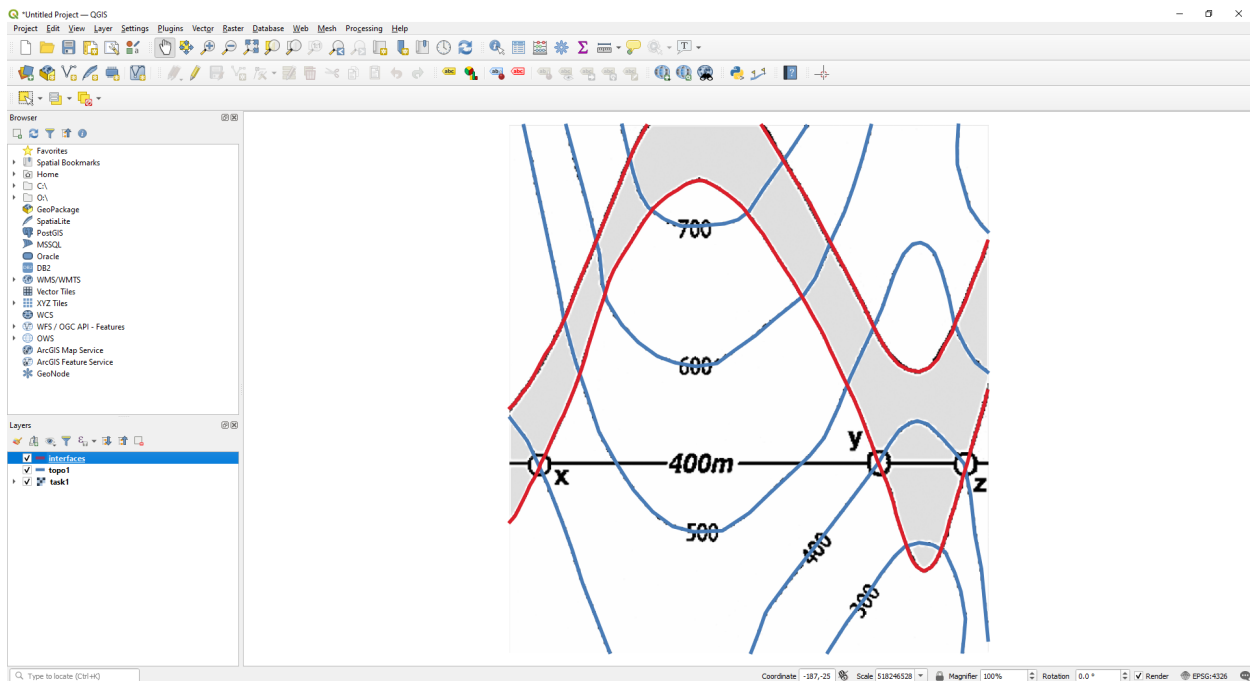 *Untitled Project — QGIS
Project Edit View Layer Settings Plugins Vector Raster Database Web Mesh Processing Help
Browser
Favorites
Spatial Bookmarks
Home
C:\
O:\
GeoPackage
SpatiaLite
PostGIS
MSSQL
Oracle
DB2
WMS/WMTS
Vector Tiles
XYZ Tiles
WCS
WFS / OGC API - Features
OWS
ArcGIS Map Service
ArcGIS Feature Service
GeoNode
Layers
interfaces
topo1
task1
700
600
y
400m
x
z
500
400
300
Type to locate (Ctrl+K)
Coordinate -187,-25 Scale 518246528 Magnifier 100% Rotation 0.0 ° Render EPSG:4326